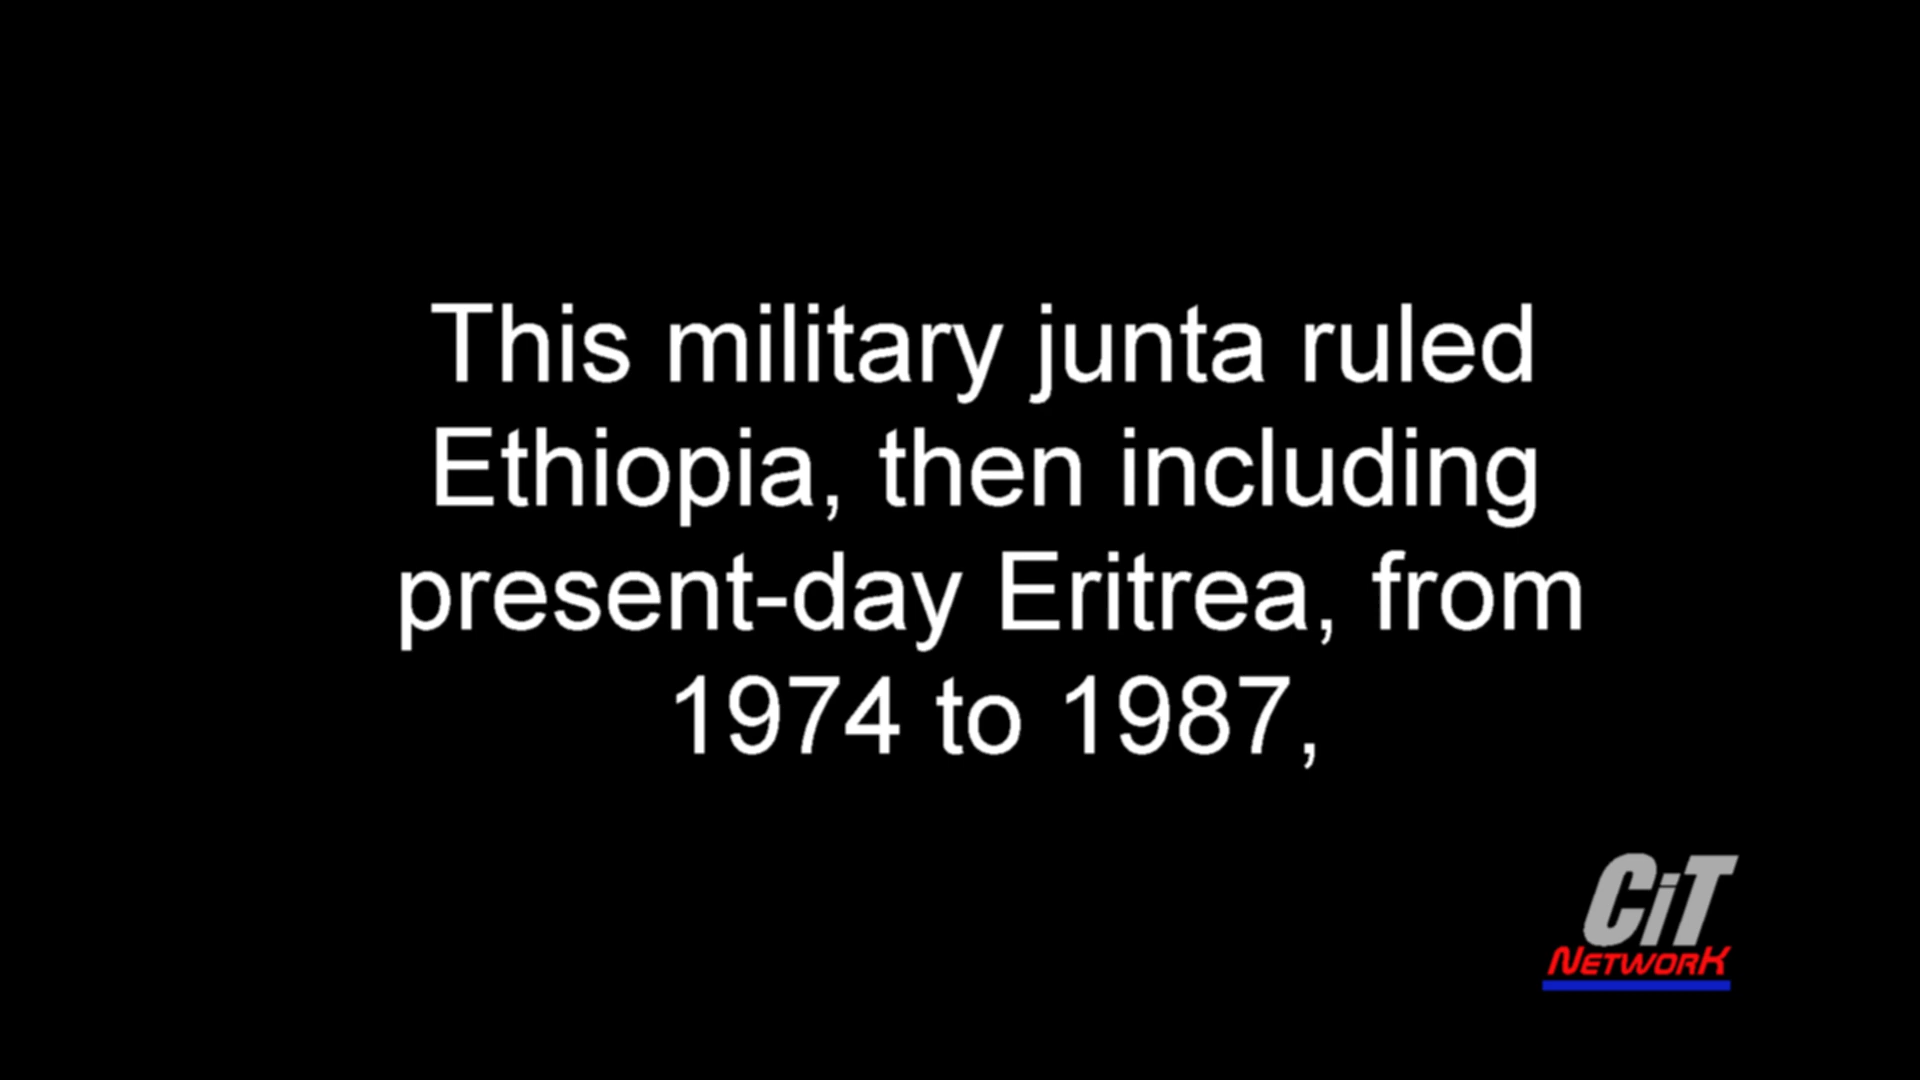 This military junta ruled
Ethiopia, then including
present-day Eritrea, from
1974 to 1987,
CiT
NETWORK